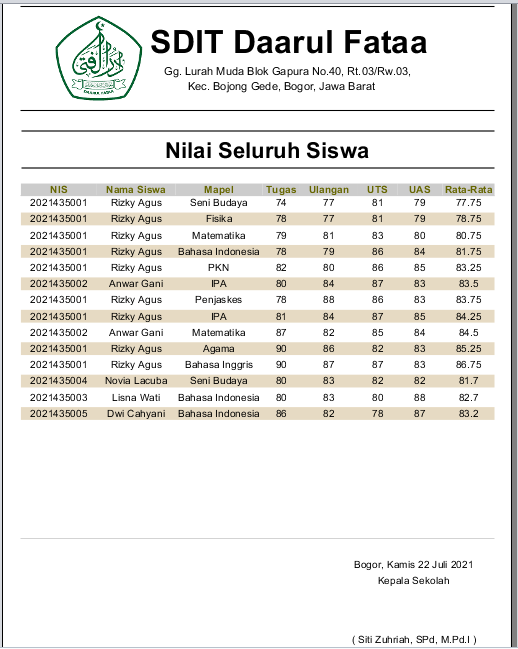 SDIT Daarul Fataa
Gg. Lurah Muda Blok Gapura No.40, Rt.03/Rw.03,
Kec. Bojong Gede, Bogor, Jawa Barat
Nilai Seluruh Siswa
NIS Nama Siswa Mapel Tugas Ulangan UTS UAS Rata-Rata
2021435001 Rizky Agus Seni Budaya 74 77 81 79 77.75
2021435001 Rizky Agus Fisika 78 77 81 79 78.75
2021435001 Rizky Agus Matematika 79 81 83 80 80.75
2021435001 Rizky Agus Bahasa Indonesia 78 79 86 84 81.75
2021435001 Rizky Agus PKN 82 80 86 85 83.25
2021435002 Anwar Gani IPA 80 84 87 83 83.5
2021435001 Rizky Agus Penjaskes 78 88 86 83 83.75
2021435001 Rizky Agus IPA 81 84 87 85 84.25
2021435002 Anwar Gani Matematika 87 82 85 84 84.5
2021435001 Rizky Agus Agama 90 86 82 83 85.25
2021435001 Rizky Agus Bahasa Inggris 90 87 87 83 86.75
2021435004 Novia Lacuba Seni Budaya 80 83 82 82 81.7
2021435003 Lisna Wati Bahasa Indonesia 80 83 80 88 82.7
2021435005 Dwi Cahyani Bahasa Indonesia 86 82 78 87 83.2
Bogor, Kamis 22 Juli 2021
Kepala Sekolah
( Siti Zuhriah, SPd, M.Pd.I )